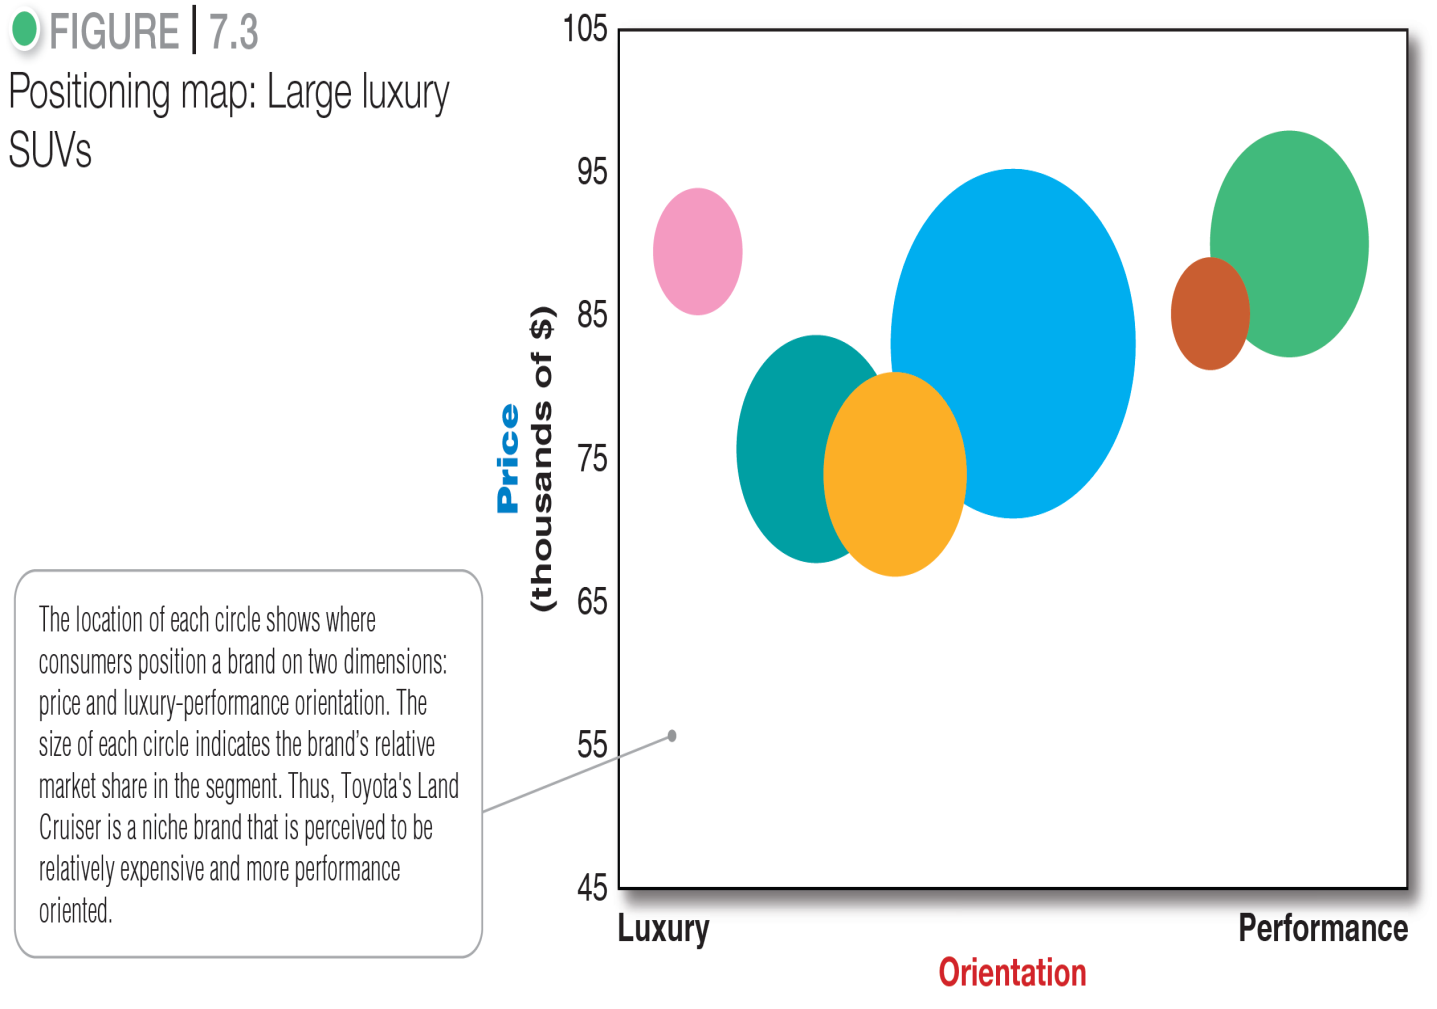 FIGURE | 7.3
Positioning map: Large luxury
SUVs
The location of each circle shows where
consumers position a brand on two dimensions:
price and luxury-performance orientation. The
size of each circle indicates the brand’s relative
market share in the segment. Thus, Toyota's Land
Cruiser is a niche brand that is perceived to be
relatively expensive and more performance
oriented.
Price
(thousands of $)
105
95
85
75
65
55
45
Luxury
Performance
Orientation